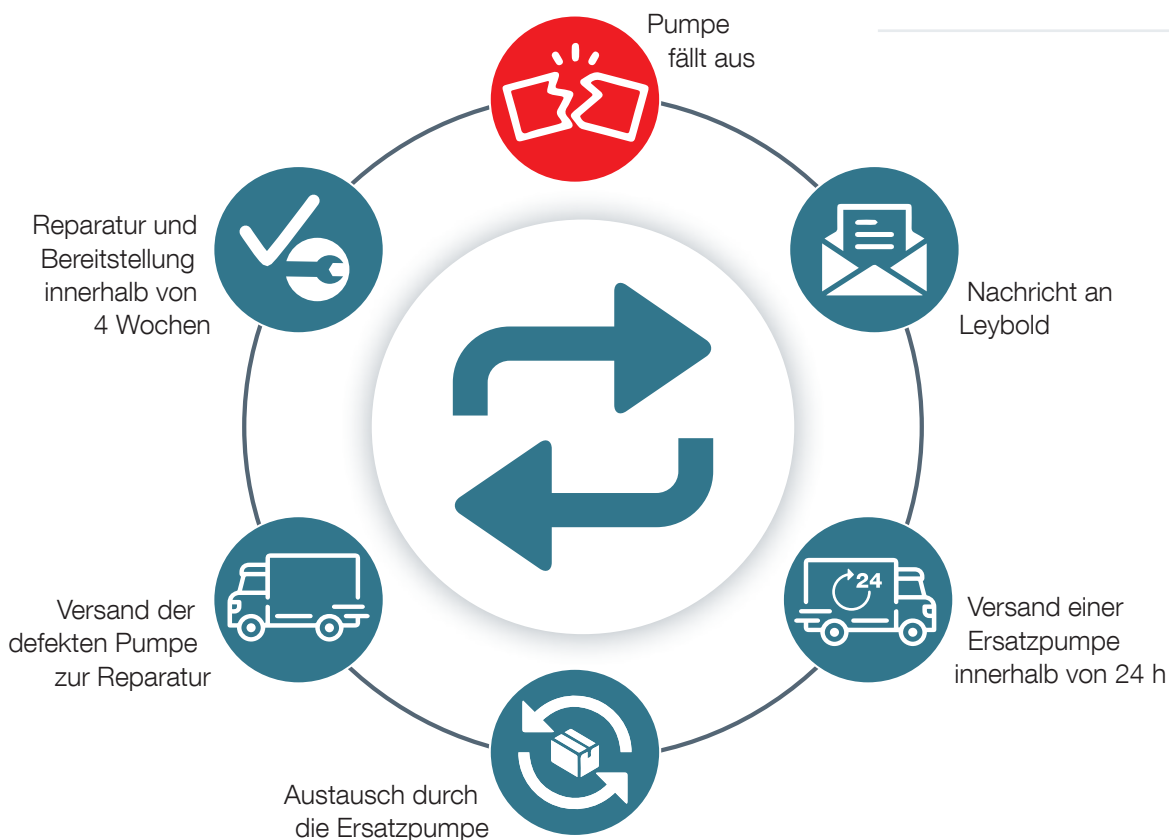 Pumpe
fällt aus
Nachricht an
Leybold
24
Versand einer
Ersatzpumpe
innerhalb von 24 h
Austausch durch
die Ersatzpumpe
Versand der
defekten Pumpe
zur Reparatur
Reparatur und
Bereitstellung
innerhalb von
4 Wochen